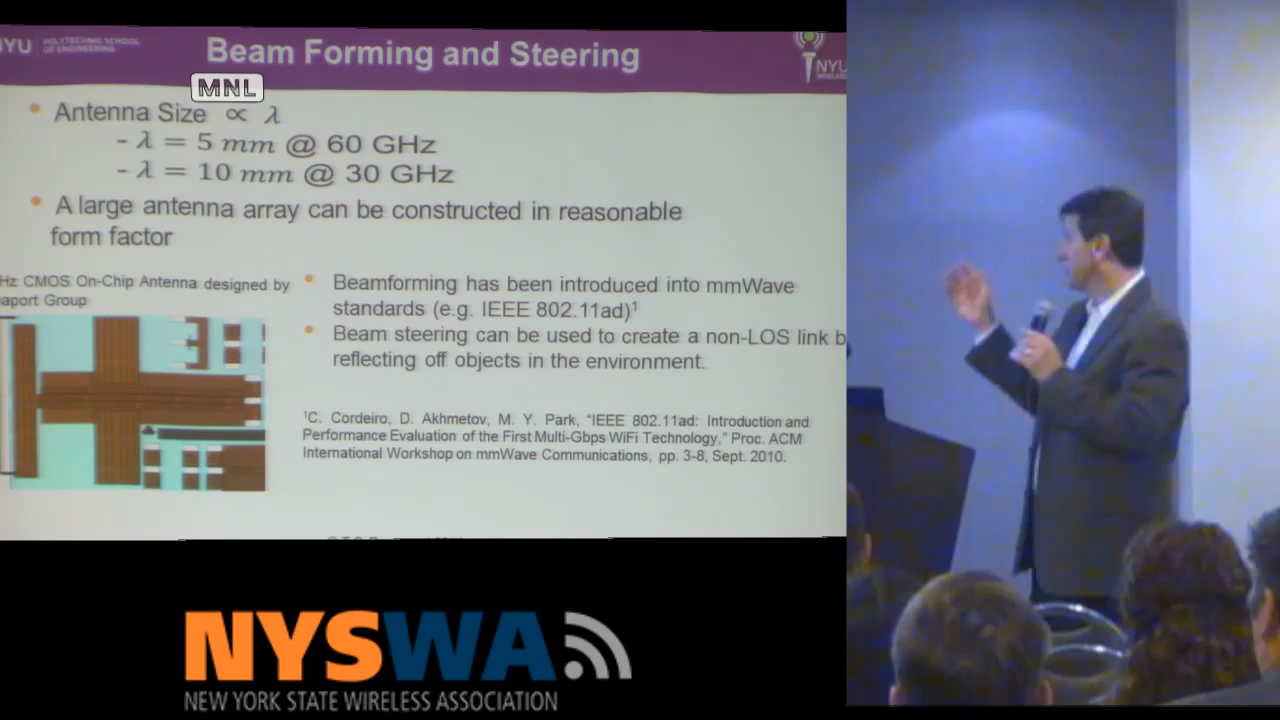 NYU POLYTECHNIC SCHOOL
OF ENGINEERING
Beam Forming and Steering
NYU
MNL
• Antenna Size ∝ λ
- λ = 5 mm @ 60 GHz
- λ = 10 mm @ 30 GHz
• A large antenna array can be constructed in reasonable
form factor
Hz CMOS On-Chip Antenna designed by
aport Group
• Beamforming has been introduced into mmWave
standards (e.g. IEEE 802.11ad)¹
• Beam steering can be used to create a non-LOS link b
reflecting off objects in the environment.
¹C. Cordeiro, D. Akhmetov, M. Y. Park, "IEEE 802.11ad: Introduction and
Performance Evaluation of the First Multi-Gbps WiFi Technology," Proc. ACM
International Workshop on mmWave Communications, pp. 3-8, Sept. 2010.
NYSWA
NEW YORK STATE WIRELESS ASSOCIATION